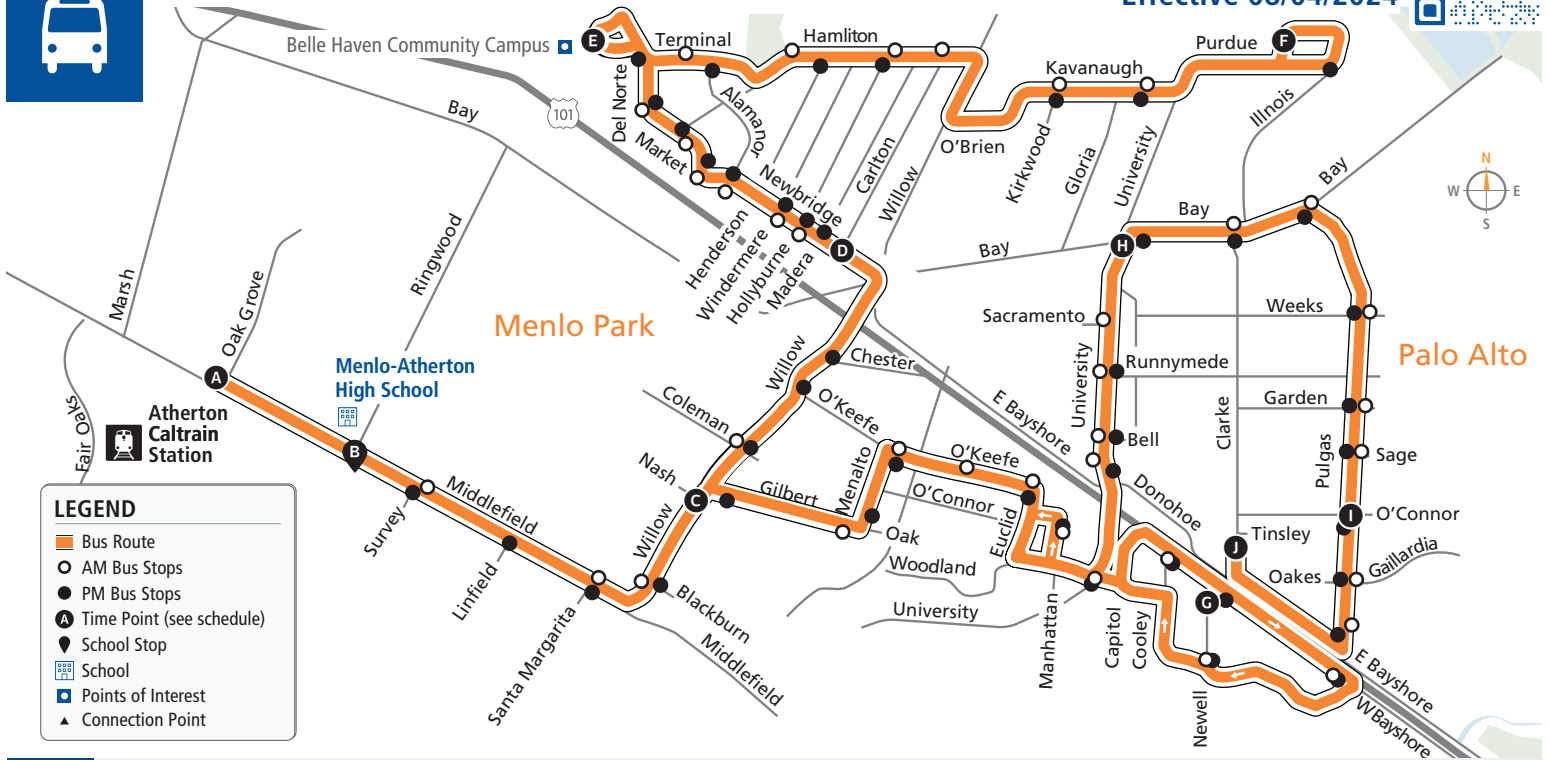 Effective 08/04/2024
Belle Haven Community Campus
E
Terminal
Hamliton
Purdue
F
Kavanaugh
Bay
101
Del Norte
Alamanor
Market
Newbridge
Carlton
Willow
O'Brien
Kirkwood
Gloria
University
Illnois
Bay
N
W
E
S
Marsh
Oak Grove
Ringwood
Henderson
Windermere
Hollyburne
Madera
D
Bay
H
Bay
Menlo Park
Sacramento
Weeks
Palo Alto
A
Menlo-Atherton
High School
Willow
Chester
Runnymede
Atherton
Caltrain
Station
Fair Oaks
B
Coleman
O'Keefe
E Bayshore
University
Garden
Clarke
Bell
Pulgas
Sage
Nash
C
Gilbert
Menalto
O'Keefe
O'Connor
Euclid
Donohoe
I
O'Connor
Tinsley
J
Middlefield
Survey
Willow
Oak
Woodland
Oakes
Gaillardia
Linfield
Blackburn
University
G
Santa Margarita
Middlefield
Manhattan
Capitol
Cooley
Newell
E Bayshore
W Bayshore
LEGEND
Bus Route
AM Bus Stops
PM Bus Stops
A
Time Point (see schedule)
School Stop
School
Points of Interest
Connection Point